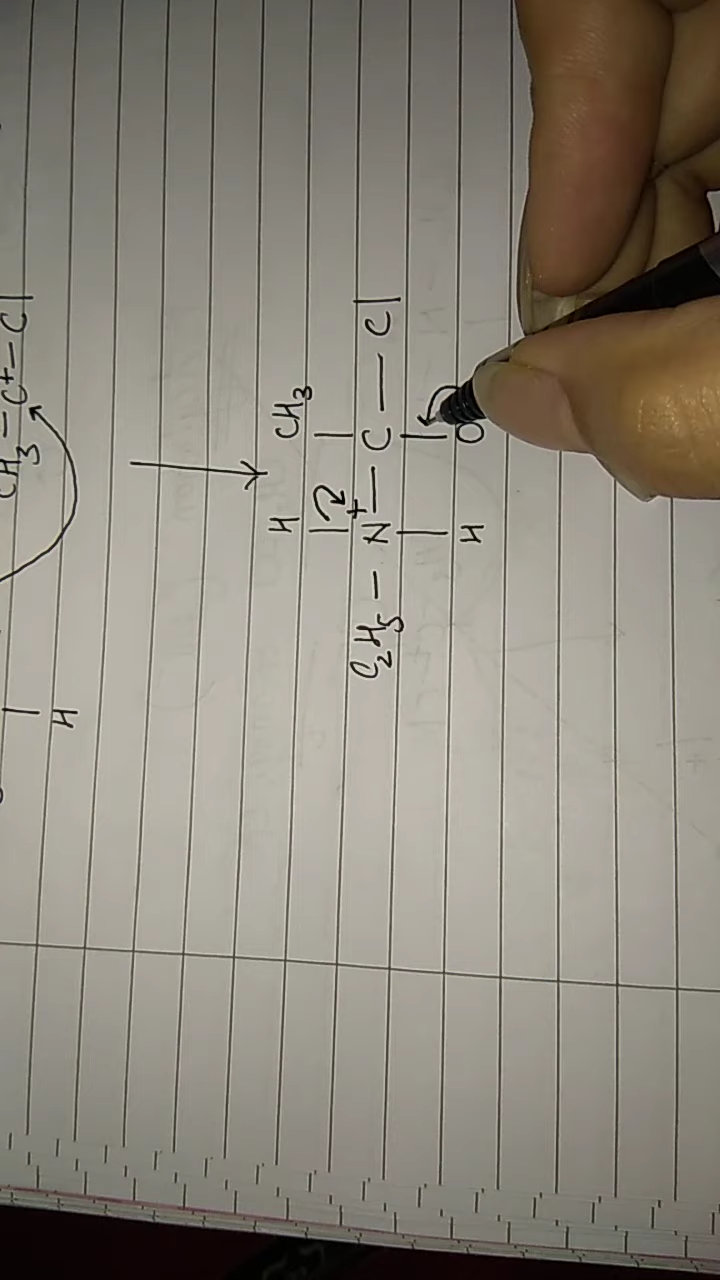 CH₃ – C⁺ – Cl
H
H CH₃
C₂H₅ – N⁺ – C – Cl
H O